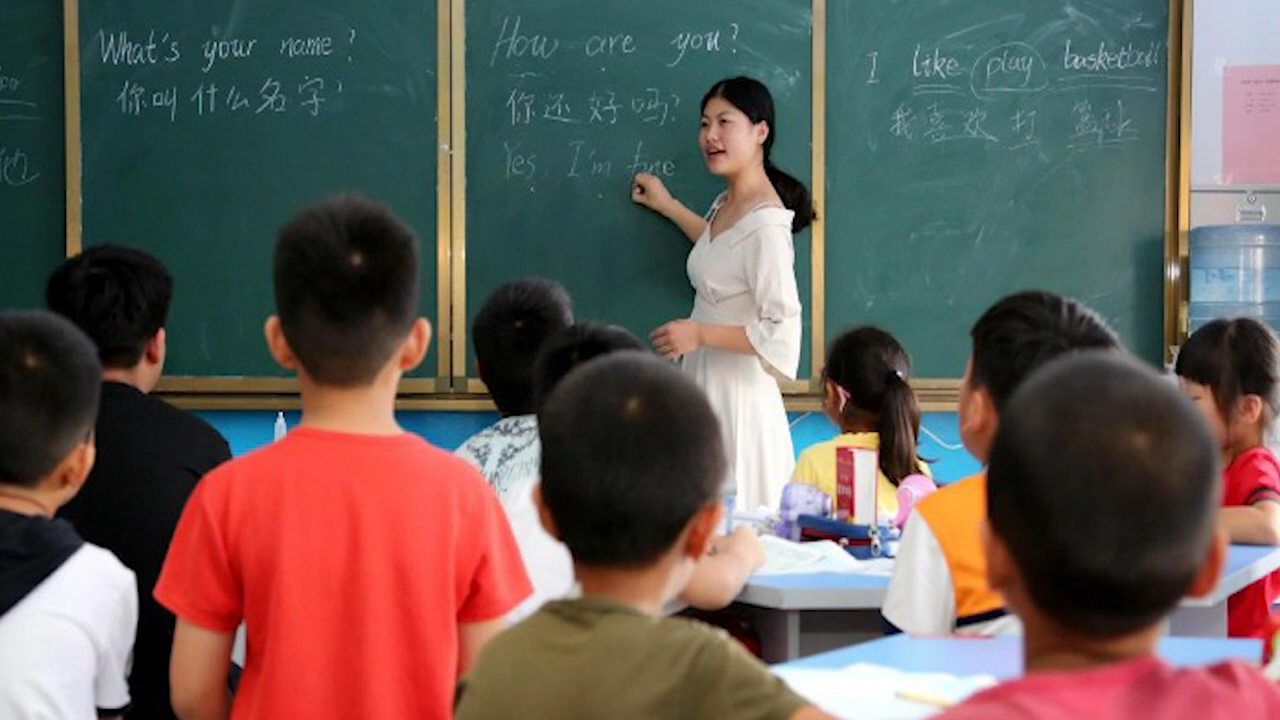 What's your name?
你叫什么名字?
How are you?
你还好吗?
Yes, I'm fine
I like play basketball
我喜欢 打 篮球
他